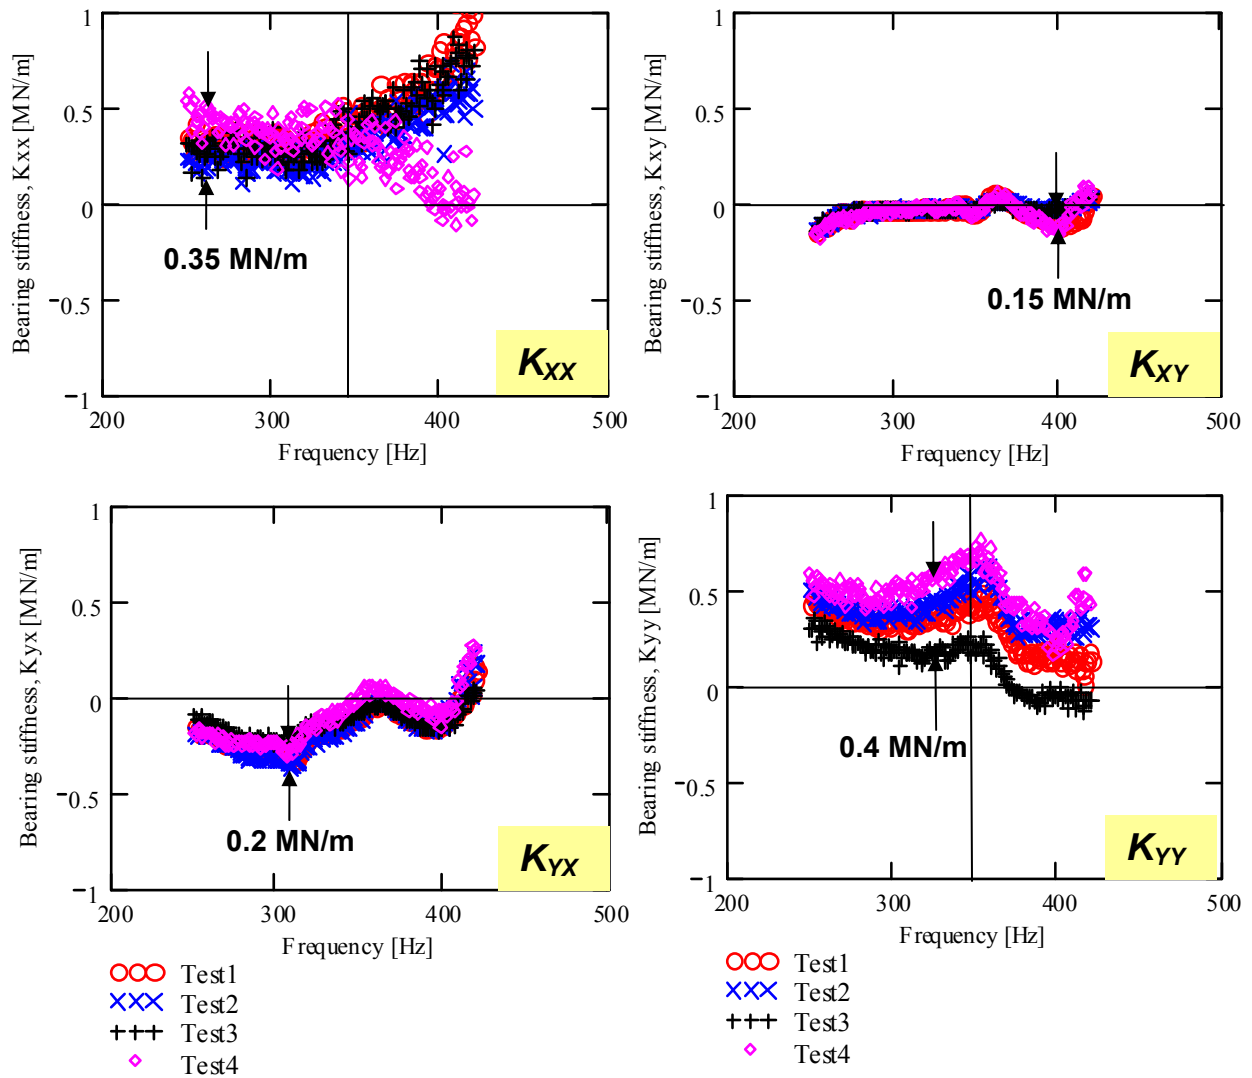 Bearing stiffness, Kxx [MN/m]
1
0.5
0
−0.5
−1
0.35 MN/m
KXX
200
300
400
500
Frequency [Hz]
Bearing stiffness, Kxy [MN/m]
1
0.5
0
−0.5
−1
0.15 MN/m
KXY
200
300
400
500
Frequency [Hz]
Bearing stiffness, Kyx [MN/m]
1
0.5
0
−0.5
−1
0.2 MN/m
KYX
200
300
400
500
Frequency [Hz]
Test1
Test2
Test3
Test4
Bearing stiffness, Kyy [MN/m]
1
0.5
0
−0.5
−1
0.4 MN/m
KYY
200
300
400
500
Frequency [Hz]
Test1
Test2
Test3
Test4